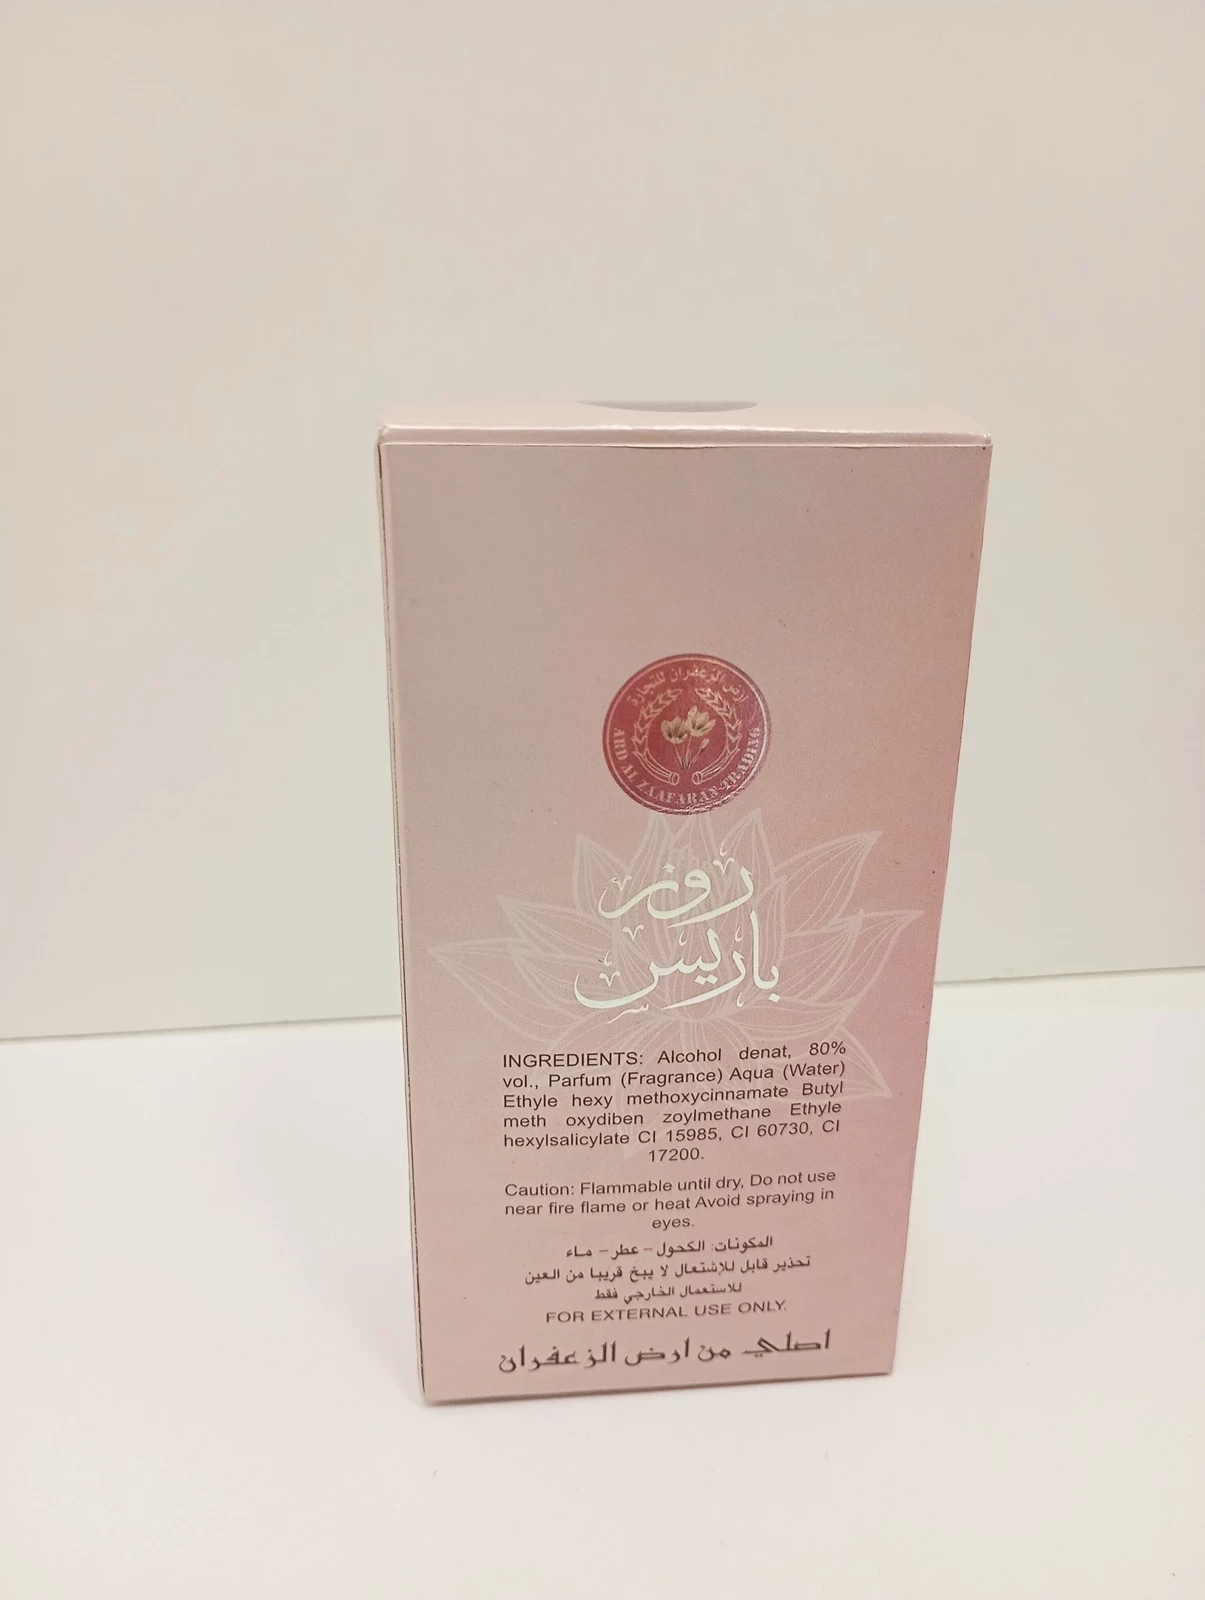 ارض الزعفران للتجارة
ARD AL ZAAFARAN TRADING
روز
باريس
INGREDIENTS: Alcohol denat, 80%
vol., Parfum (Fragrance) Aqua (Water)
Ethyle hexy methoxycinnamate Butyl
meth oxydiben zoylmethane Ethyle
hexylsalicylate CI 15985, CI 60730, CI
17200.
Caution: Flammable until dry, Do not use
near fire flame or heat Avoid spraying in
eyes.
المكونات: الكحول - عطر - ماء
تحذير قابل للإشتعال لا يبخ قريبا من العين
للاستعمال الخارجي فقط
FOR EXTERNAL USE ONLY.
اصلي من ارض الزعفران